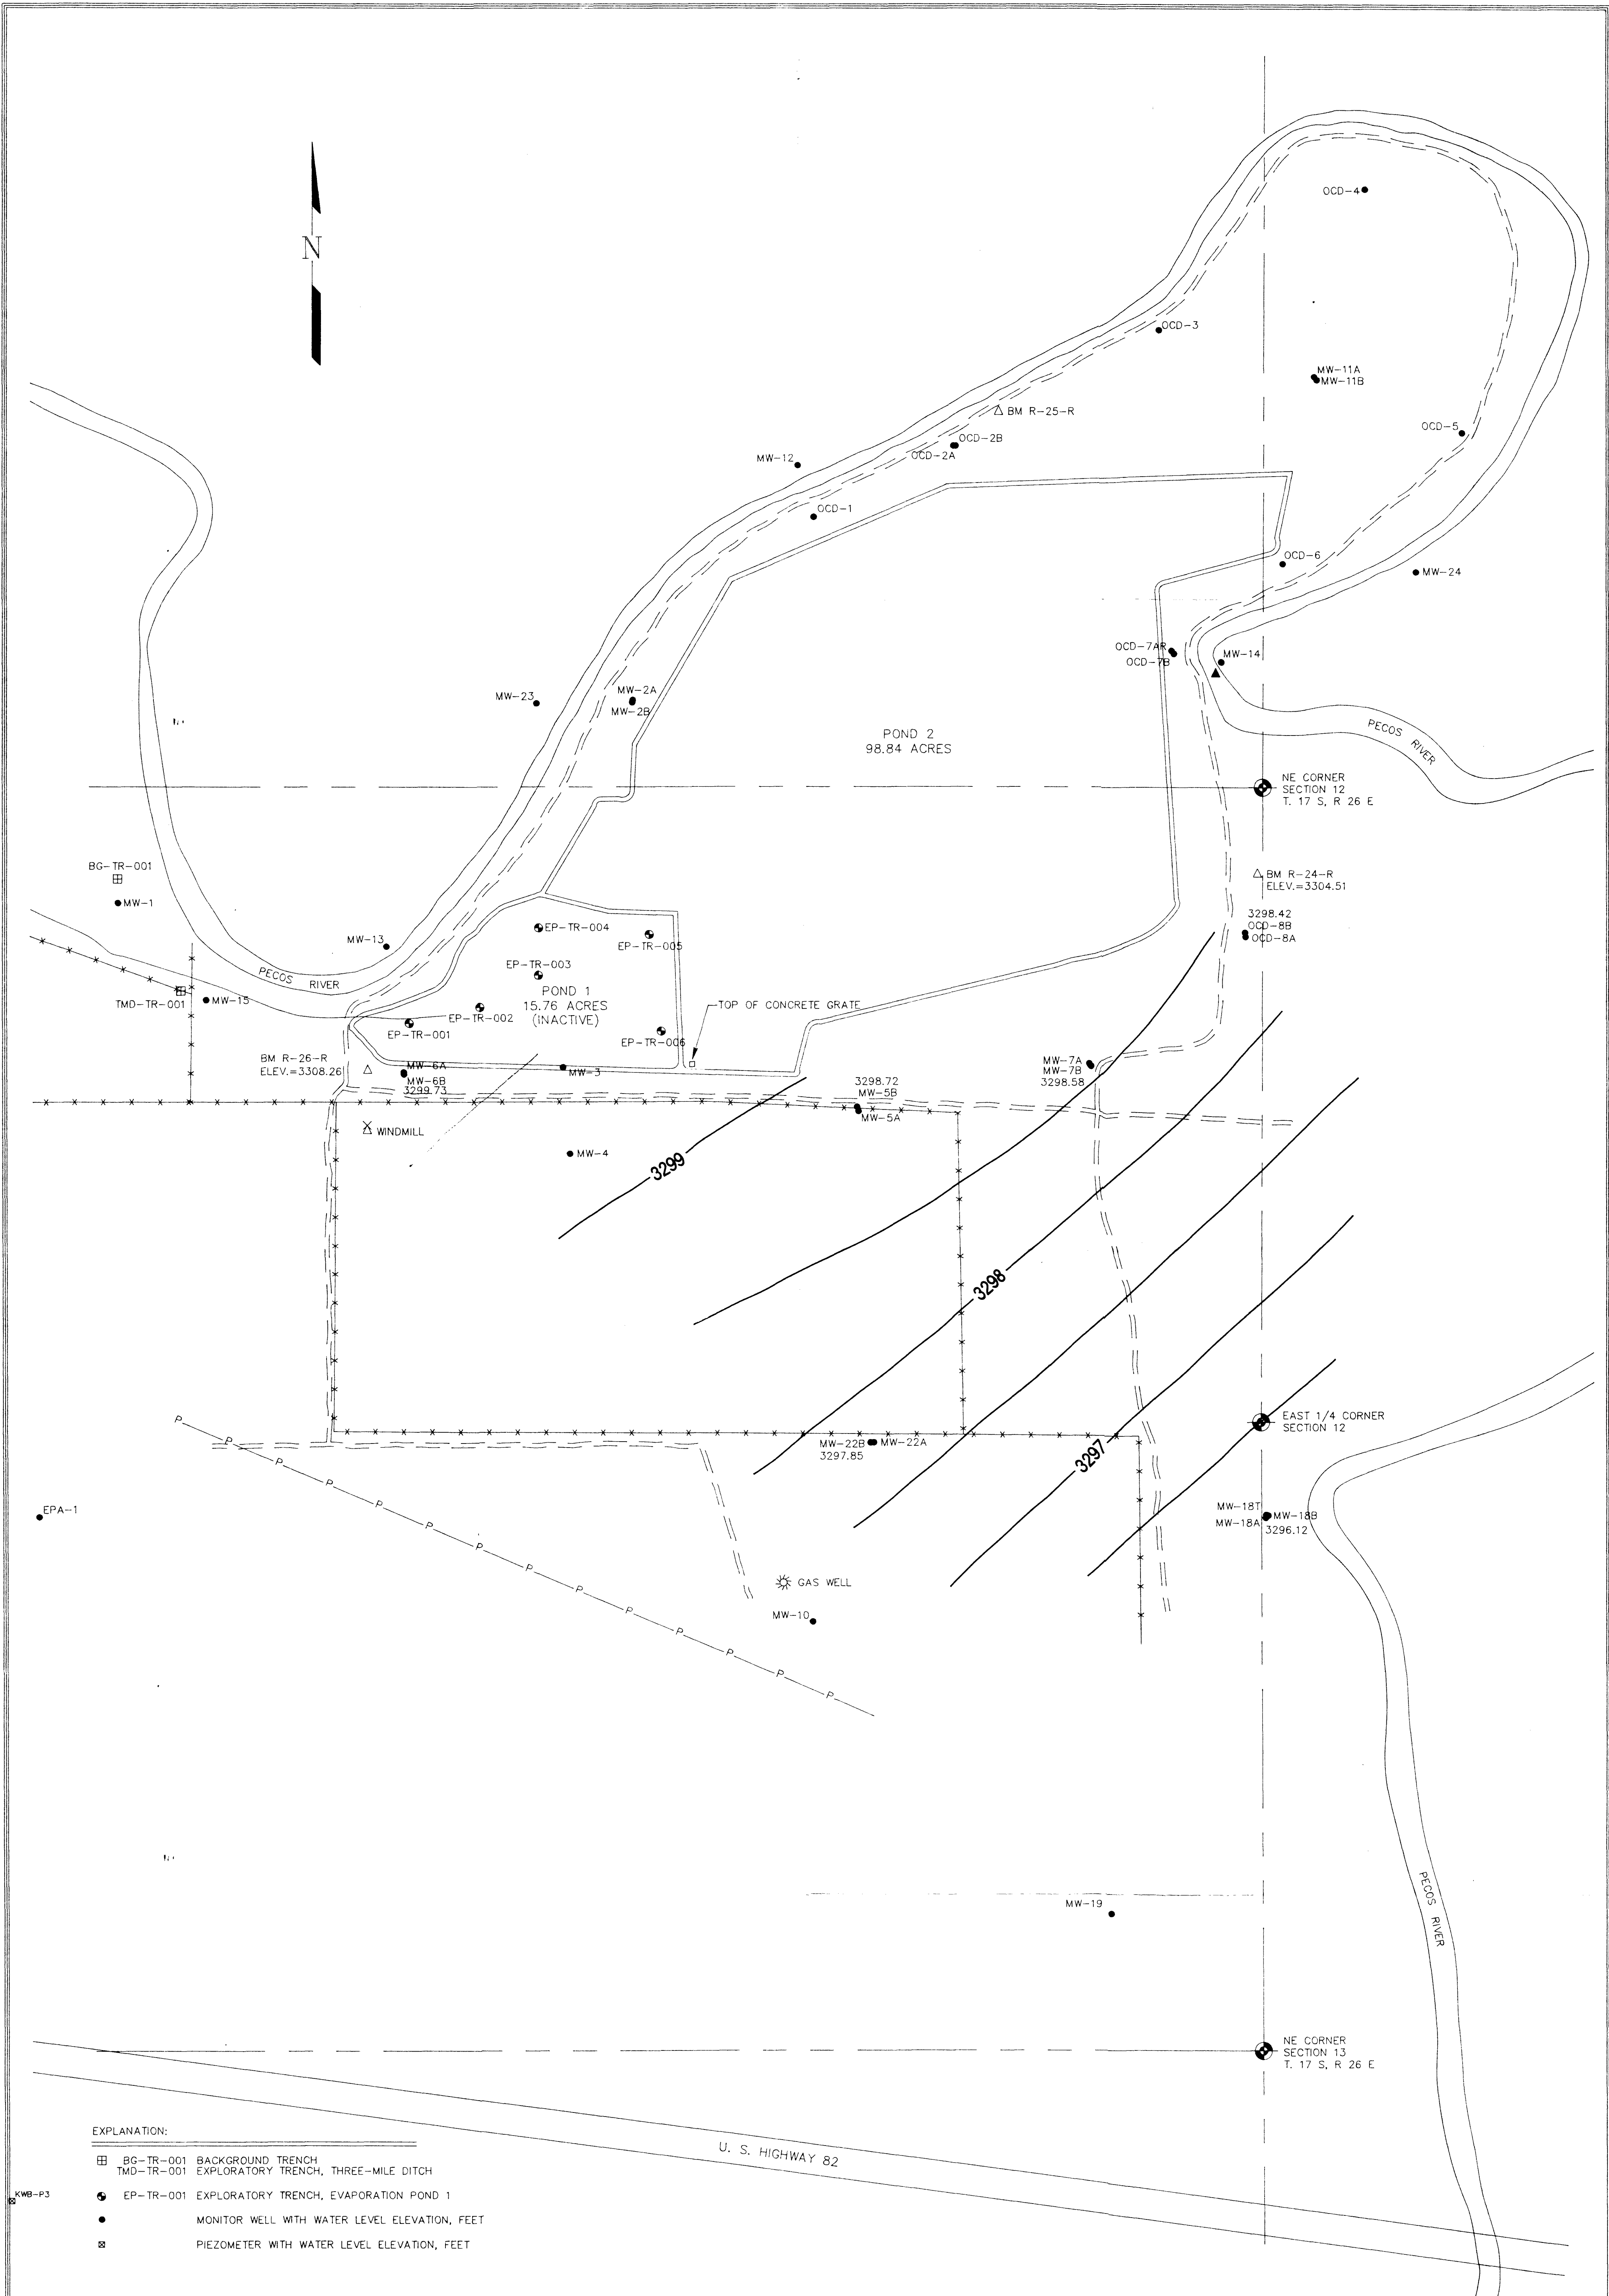 N
OCD-4
OCD-3
MW-11A
MW-11B
BM R-25-R
OCD-5
OCD-2B
OCD-2A
MW-12
OCD-1
OCD-6
MW-24
OCD-7AR
OCD-7B
MW-14
MW-23
MW-2A
MW-2B
POND 2
98.84 ACRES
PECOS RIVER
NE CORNER
SECTION 12
T. 17 S, R 26 E
BG-TR-001
MW-1
BM R-24-R
ELEV.=3304.51
3298.42
OCD-8B
OCD-8A
MW-13
EP-TR-004
EP-TR-005
PECOS RIVER
EP-TR-003
POND 1
15.76 ACRES
(INACTIVE)
TMD-TR-001
MW-15
EP-TR-002
EP-TR-001
TOP OF CONCRETE GRATE
EP-TR-006
BM R-26-R
ELEV.=3308.26
MW-6A
MW-6B
3299.73
MW-3
MW-7A
MW-7B
3298.58
3298.72
MW-5B
MW-5A
WINDMILL
MW-4
3299
3298
EAST 1/4 CORNER
SECTION 12
P
P
P
P
P
P
P
P
P
P
P
P
P
P
MW-22B
MW-22A
3297.85
3297
EPA-1
MW-18T
MW-18A
MW-18B
3296.12
GAS WELL
MW-10
PECOS RIVER
MW-19
NE CORNER
SECTION 13
T. 17 S, R 26 E
U. S. HIGHWAY 82
EXPLANATION:
BG-TR-001 BACKGROUND TRENCH
TMD-TR-001 EXPLORATORY TRENCH, THREE-MILE DITCH
KWB-P3
EP-TR-001 EXPLORATORY TRENCH, EVAPORATION POND 1
MONITOR WELL WITH WATER LEVEL ELEVATION, FEET
PIEZOMETER WITH WATER LEVEL ELEVATION, FEET